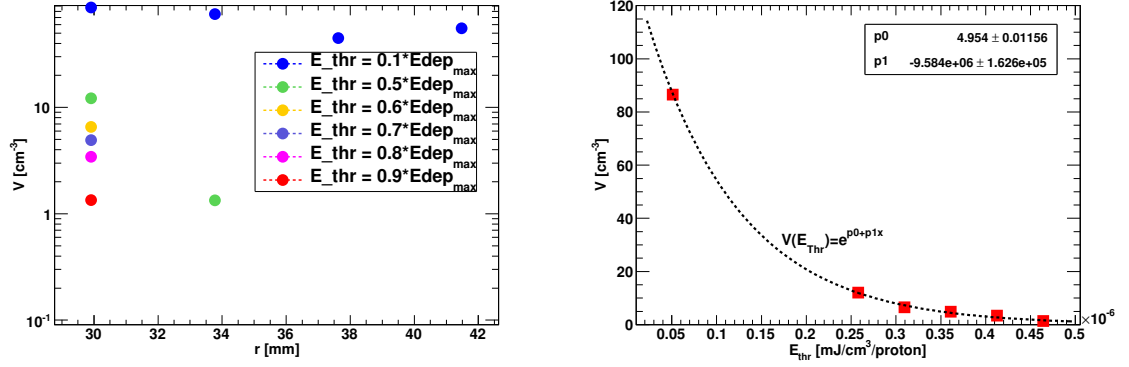 V [cm⁻³]
10
1
10⁻¹
30 32 34 36 38 40 42
r [mm]
E_thr = 0.1*Edep_max
E_thr = 0.5*Edep_max
E_thr = 0.6*Edep_max
E_thr = 0.7*Edep_max
E_thr = 0.8*Edep_max
E_thr = 0.9*Edep_max
V [cm⁻³]
120
100
80
60
40
20
0
0.05 0.1 0.15 0.2 0.25 0.3 0.35 0.4 0.45 0.5
×10⁻⁶
E_thr [mJ/cm³/proton]
p0 4.954 ± 0.01156
p1 -9.584e+06 ± 1.626e+05
V(E_Thr)=e^p0+p1x